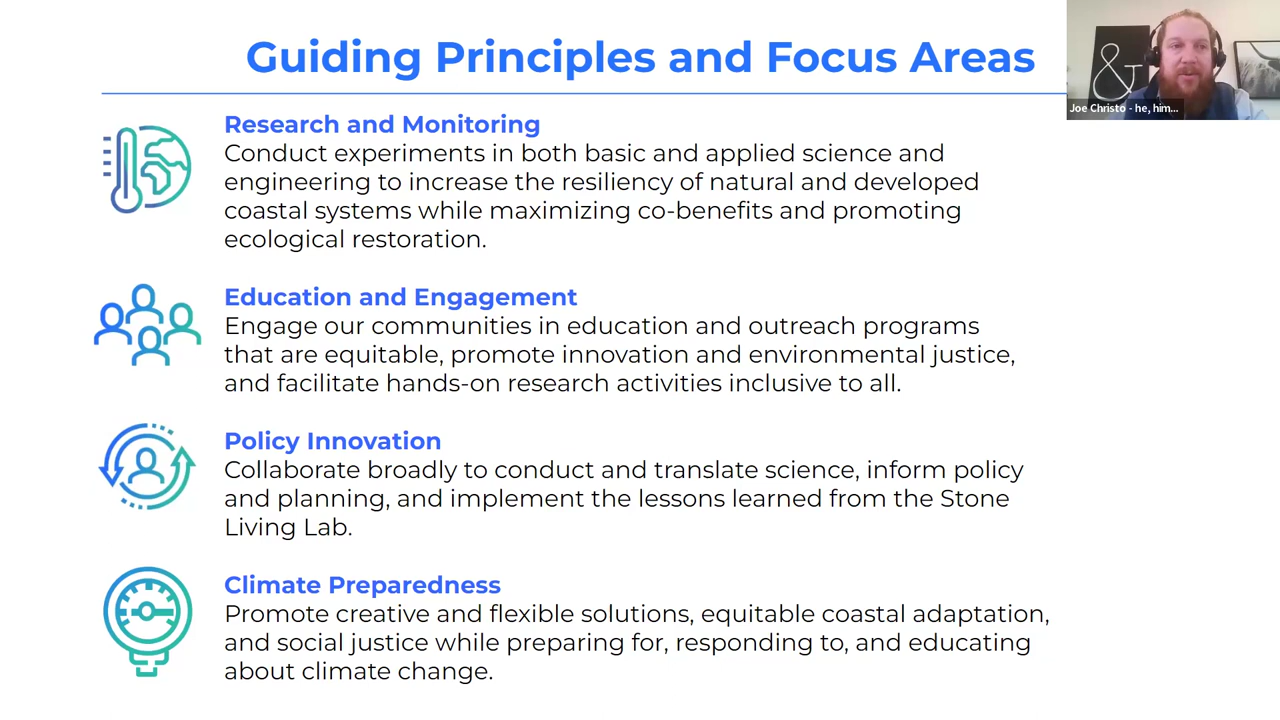 Guiding Principles and Focus Areas
Joe Christo - he, him...
Research and Monitoring
Conduct experiments in both basic and applied science and
engineering to increase the resiliency of natural and developed
coastal systems while maximizing co-benefits and promoting
ecological restoration.
Education and Engagement
Engage our communities in education and outreach programs
that are equitable, promote innovation and environmental justice,
and facilitate hands-on research activities inclusive to all.
Policy Innovation
Collaborate broadly to conduct and translate science, inform policy
and planning, and implement the lessons learned from the Stone
Living Lab.
Climate Preparedness
Promote creative and flexible solutions, equitable coastal adaptation,
and social justice while preparing for, responding to, and educating
about climate change.
&